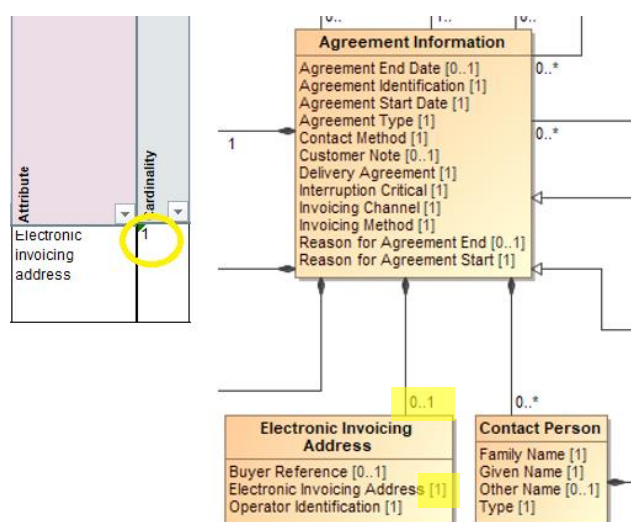 Attribute
Cardinality
Electronic
invoicing
address
1
0..
1..
0..
Agreement Information
Agreement End Date [0..1]
Agreement Identification [1]
Agreement Start Date [1]
Agreement Type [1]
Contact Method [1]
Customer Note [0..1]
Delivery Agreement [1]
Interruption Critical [1]
Invoicing Channel [1]
Invoicing Method [1]
Reason for Agreement End [0..1]
Reason for Agreement Start [1]
0..*
0..*
1
0..1
0..*
Electronic Invoicing
Address
Buyer Reference [0..1]
Electronic Invoicing Address [1]
Operator Identification [1]
Contact Person
Family Name [1]
Given Name [1]
Other Name [0..1]
Type [1]